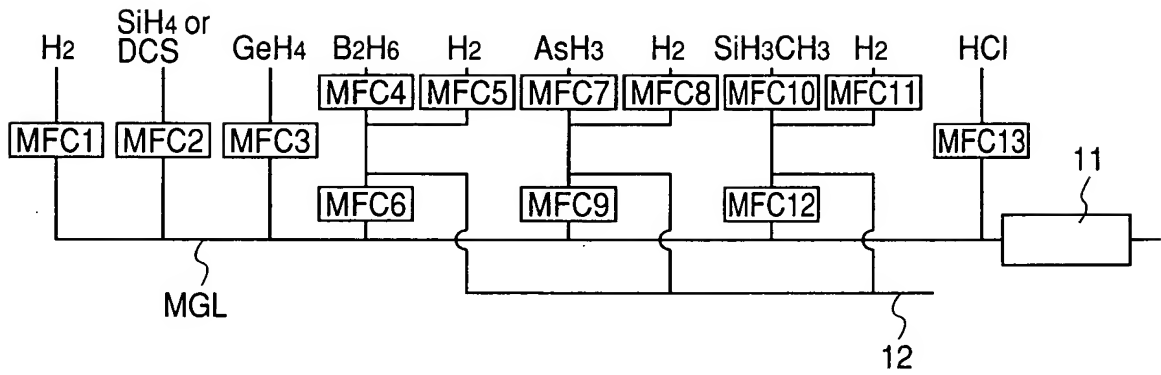 H2
SiH4 or
DCS
GeH4
B2H6
H2
AsH3
H2
SiH3CH3
H2
HCl
MFC4
MFC5
MFC7
MFC8
MFC10
MFC11
MFC1
MFC2
MFC3
MFC13
11
MFC6
MFC9
MFC12
MGL
12